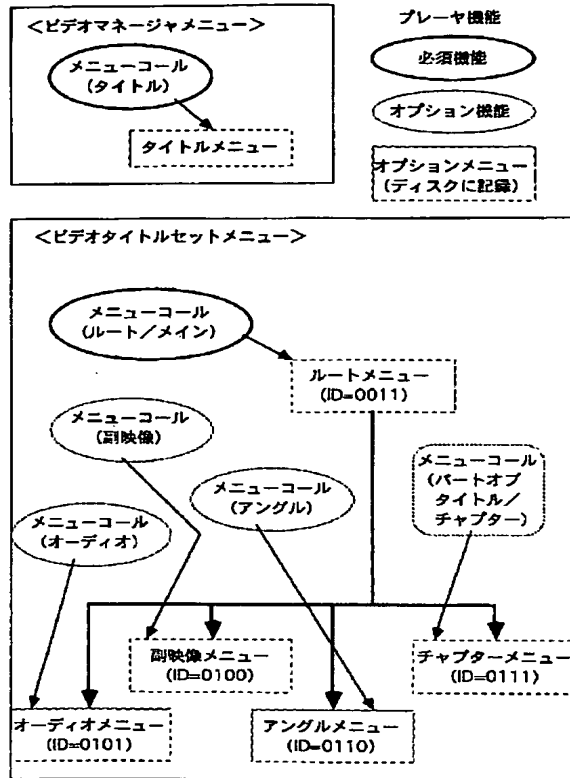 <ビデオマネージャメニュー>
メニューコール
(タイトル)
タイトルメニュー
プレーヤ機能
必須機能
オプション機能
オプションメニュー
(ディスクに記録)
<ビデオタイトルセットメニュー>
メニューコール
(ルート/メイン)
ルートメニュー
(ID=0011)
メニューコール
(副映像)
メニューコール
(アングル)
メニューコール
(パートオブ
タイトル/
チャプター)
メニューコール
(オーディオ)
副映像メニュー
(ID=0100)
チャプターメニュー
(ID=0111)
オーディオメニュー
(ID=0101)
アングルメニュー
(ID=0110)